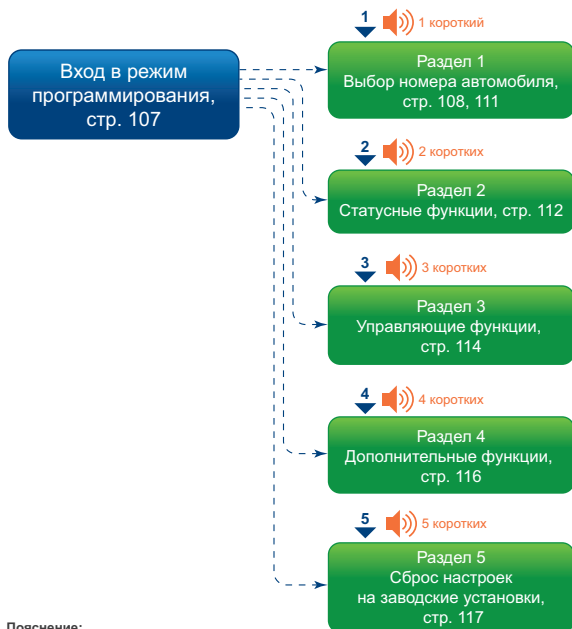 Вход в режим
программирования,
стр. 107
1
1 короткий
Раздел 1
Выбор номера автомобиля,
стр. 108, 111
2
2 коротких
Раздел 2
Статусные функции, стр. 112
3
3 коротких
Раздел 3
Управляющие функции,
стр. 114
4
4 коротких
Раздел 4
Дополнительные функции,
стр. 116
5
5 коротких
Раздел 5
Сброс настроек
на заводские установки,
стр. 117
Пояснение: